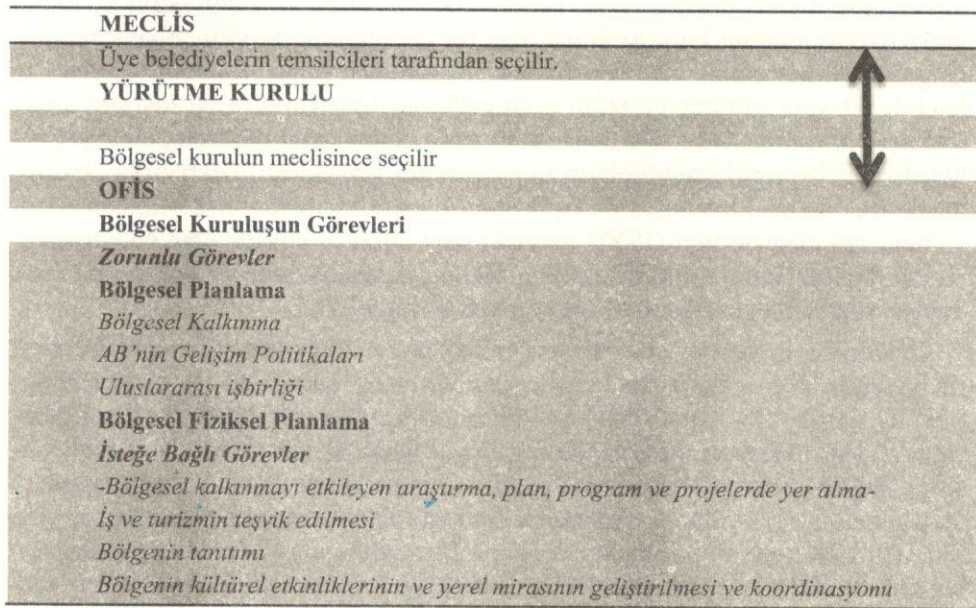 MECLİS
Üye belediyelerin temsilcileri tarafından seçilir.
YÜRÜTME KURULU
Bölgesel kurulun meclisince seçilir
OFİS
Bölgesel Kuruluşun Görevleri
Zorunlu Görevler
Bölgesel Planlama
Bölgesel Kalkınma
AB'nin Gelişim Politikaları
Uluslararası işbirliği
Bölgesel Fiziksel Planlama
İsteğe Bağlı Görevler
-Bölgesel kalkınmayı etkileyen araştırma, plan, program ve projelerde yer alma-
İş ve turizmin teşvik edilmesi
Bölgenin tanıtımı
Bölgenin kültürel etkinliklerinin ve yerel mirasının geliştirilmesi ve koordinasyonu